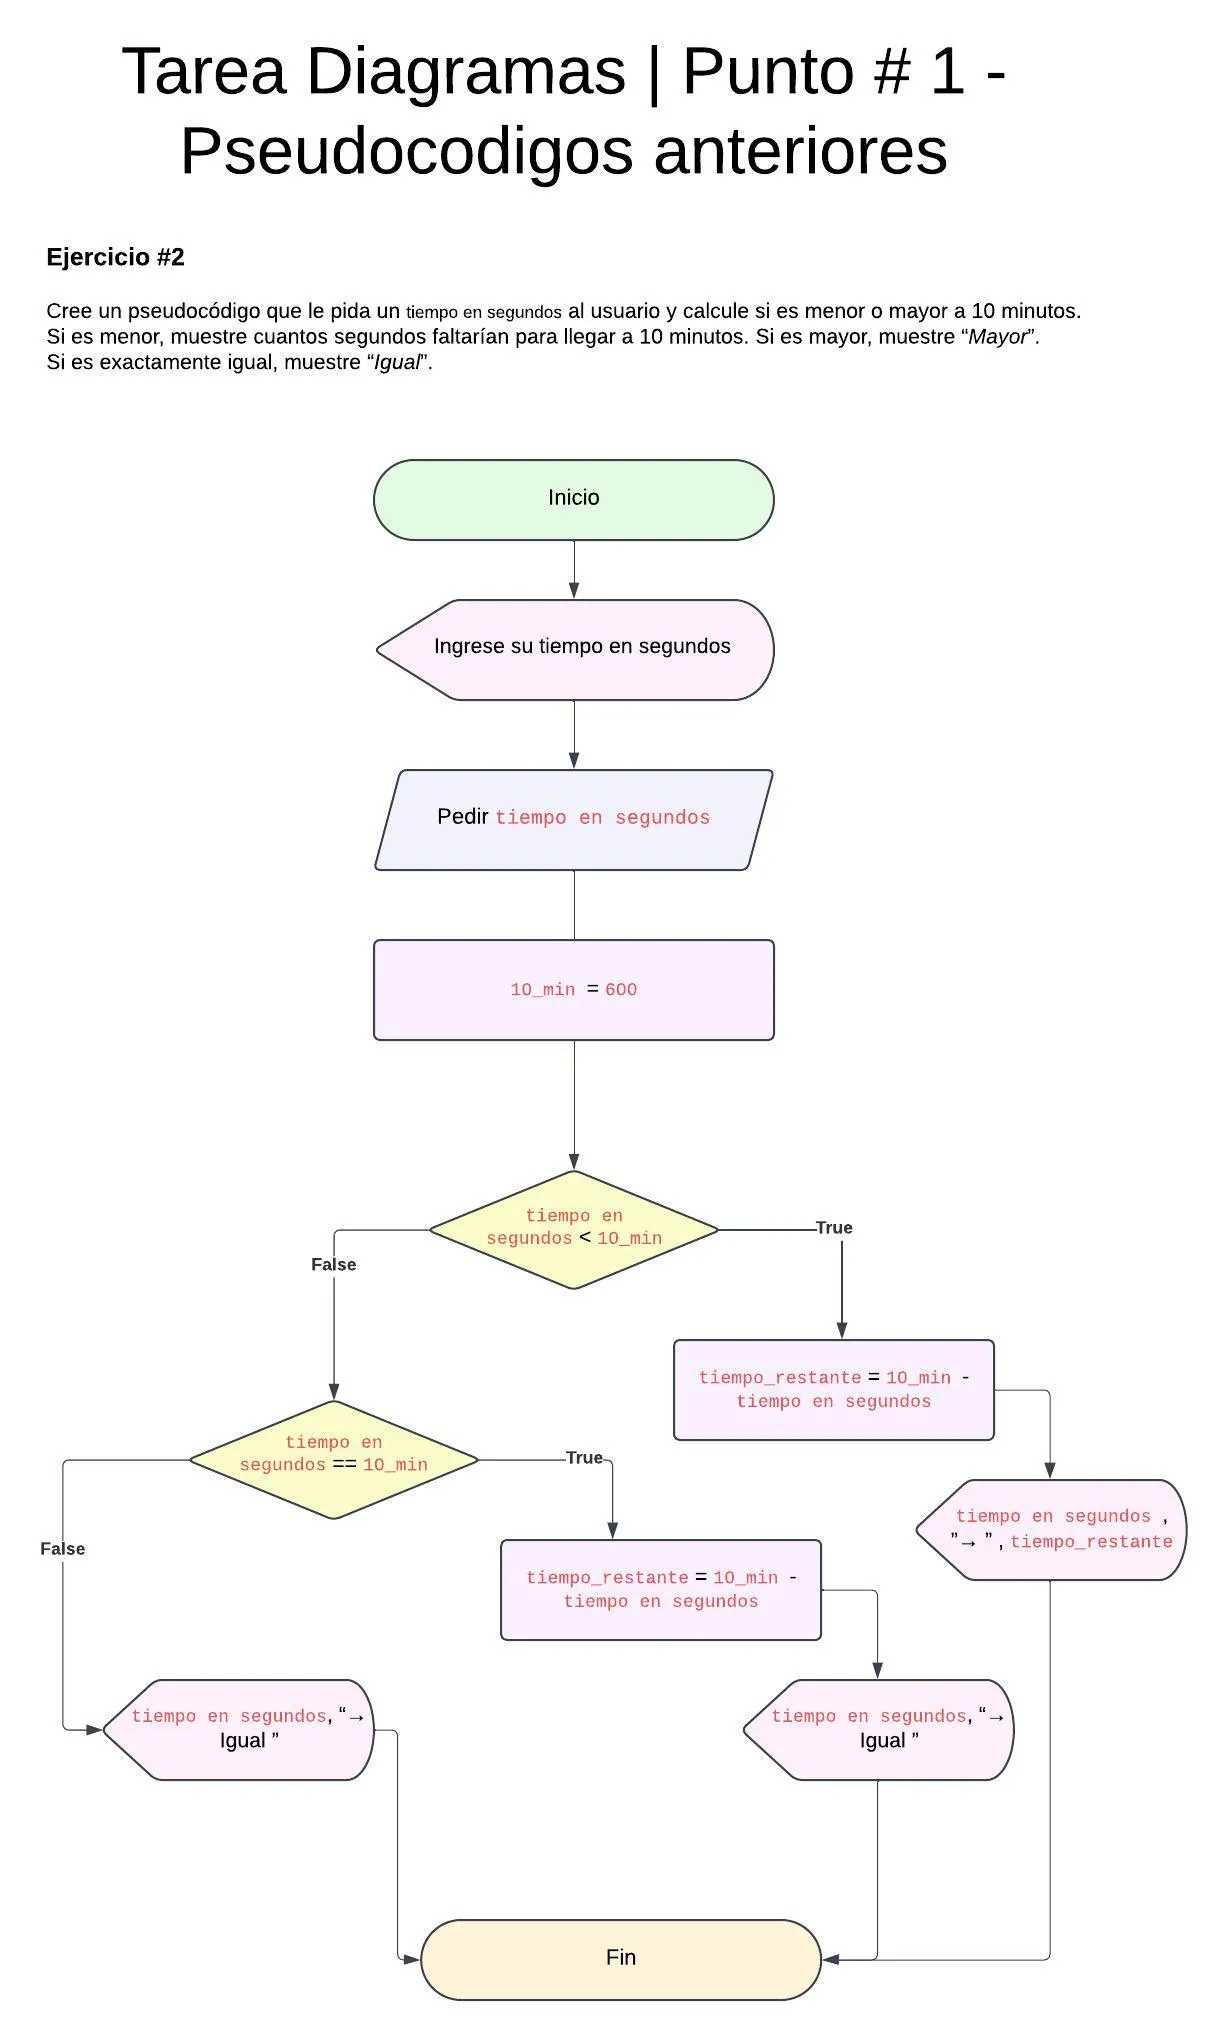 Tarea Diagramas | Punto # 1 -
Pseudocodigos anteriores
Ejercicio #2
Cree un pseudocódigo que le pida un tiempo en segundos al usuario y calcule si es menor o mayor a 10 minutos.
Si es menor, muestre cuantos segundos faltarían para llegar a 10 minutos. Si es mayor, muestre “Mayor”.
Si es exactamente igual, muestre “Igual”.
Inicio
Ingrese su tiempo en segundos
Pedir tiempo en segundos
10_min = 600
tiempo en
segundos < 10_min
True
False
tiempo_restante = 10_min -
tiempo en segundos
tiempo en
segundos == 10_min
True
tiempo en segundos ,
”→ ” , tiempo_restante
False
tiempo_restante = 10_min -
tiempo en segundos
tiempo en segundos, “→
Igual ”
tiempo en segundos, “→
Igual ”
Fin